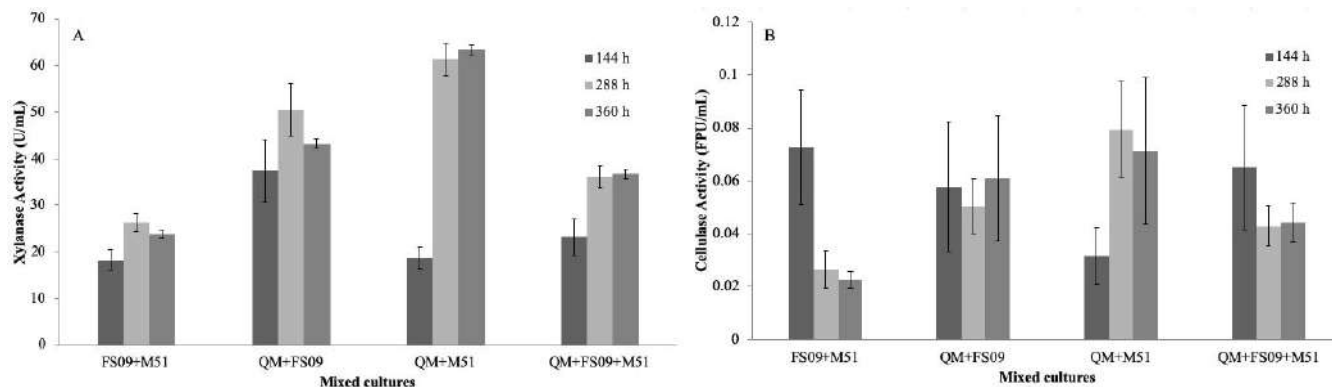 A
Xylanase Activity (U/mL)
70
60
50
40
30
20
10
0
144 h
288 h
360 h
FS09+M51 QM+FS09 QM+M51 QM+FS09+M51
Mixed cultures
B
Cellulase Activity (FPU/mL)
0.12
0.1
0.08
0.06
0.04
0.02
0
144 h
288 h
360 h
FS09+M51 QM+FS09 QM+M51 QM+FS09+M51
Mixed cultures